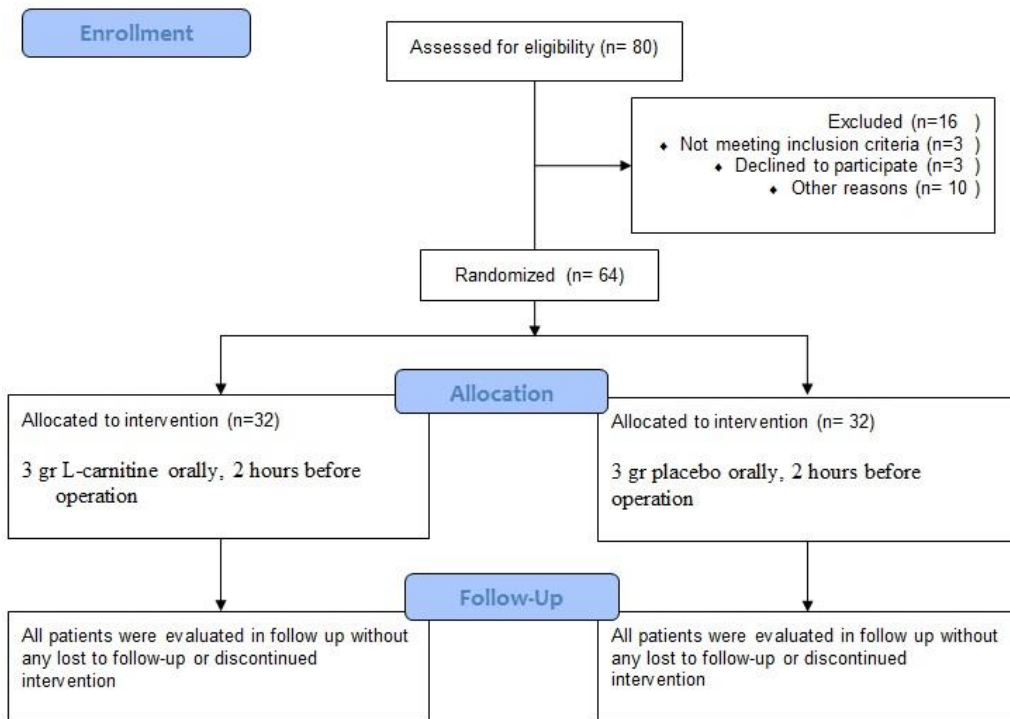 Enrollment
Assessed for eligibility (n= 80)
Excluded (n=16 )
⬥ Not meeting inclusion criteria (n=3 )
⬥ Declined to participate (n=3 )
⬥ Other reasons (n= 10 )
Randomized (n= 64)
Allocation
Allocated to intervention (n=32)
3 gr L-carnitine orally, 2 hours before
operation
Allocated to intervention (n= 32)
3 gr placebo orally, 2 hours before
operation
Follow-Up
All patients were evaluated in follow up without
any lost to follow-up or discontinued
intervention
All patients were evaluated in follow up without
any lost to follow-up or discontinued
intervention